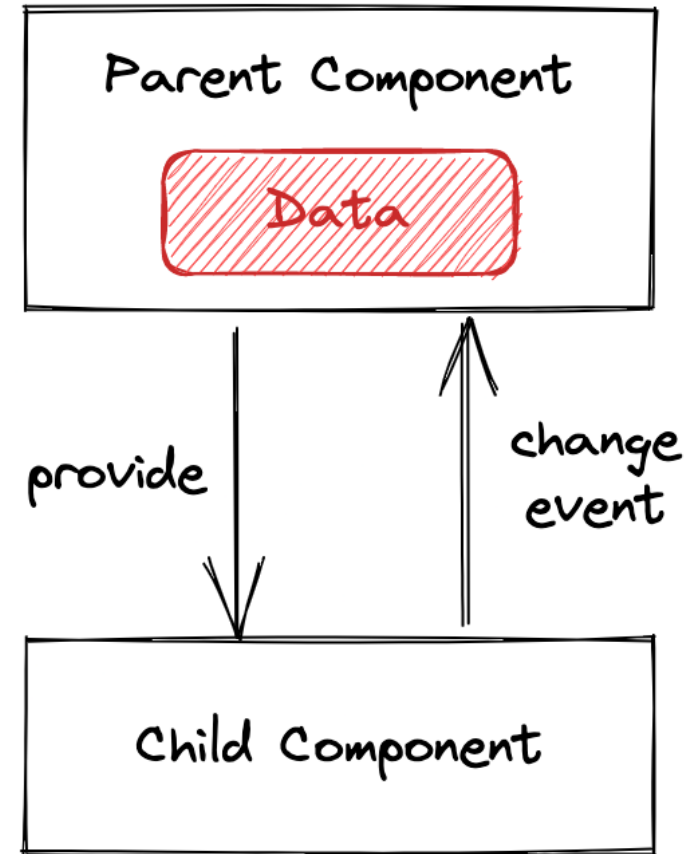 Parent Component
Data
provide
change
event
Child Component